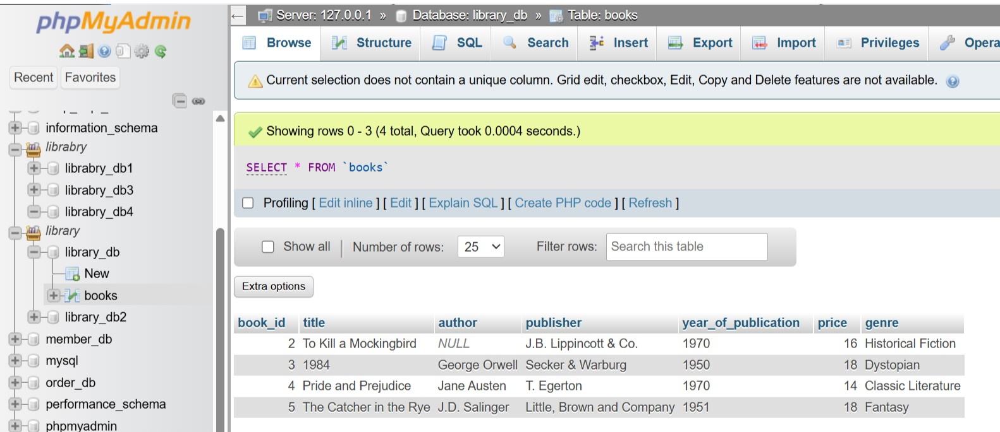 phpMyAdmin
Recent Favorites
information_schema
librabry
librabry_db1
librabry_db3
librabry_db4
library
library_db
New
books
library_db2
member_db
mysql
order_db
performance_schema
phpmyadmin
Server: 127.0.0.1 » Database: library_db » Table: books
Browse Structure SQL Search Insert Export Import Privileges Opera
Current selection does not contain a unique column. Grid edit, checkbox, Edit, Copy and Delete features are not available.
Showing rows 0 - 3 (4 total, Query took 0.0004 seconds.)
SELECT * FROM `books`
Profiling [ Edit inline ] [ Edit ] [ Explain SQL ] [ Create PHP code ] [ Refresh ]
Show all | Number of rows: 25 Filter rows: Search this table
Extra options
book_id title author publisher year_of_publication price genre
2 To Kill a Mockingbird NULL J.B. Lippincott & Co. 1970 16 Historical Fiction
3 1984 George Orwell Secker & Warburg 1950 18 Dystopian
4 Pride and Prejudice Jane Austen T. Egerton 1970 14 Classic Literature
5 The Catcher in the Rye J.D. Salinger Little, Brown and Company 1951 18 Fantasy